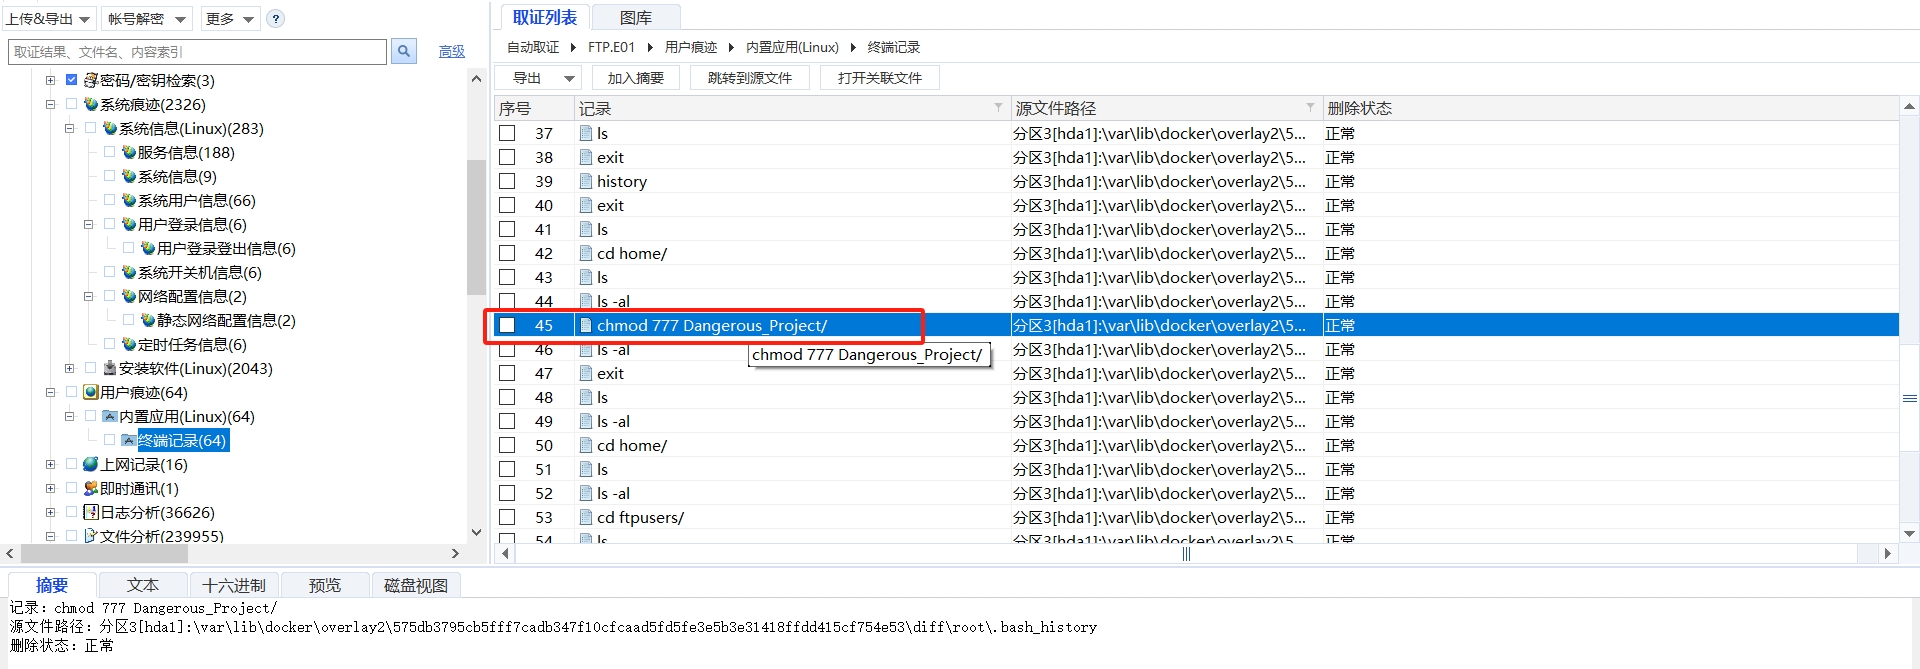 上传&导出 帐号解密 更多 ?
取证结果、文件名、内容索引 高级
密码/密钥检索(3)
系统痕迹(2326)
系统信息(Linux)(283)
服务信息(188)
系统信息(9)
系统用户信息(66)
用户登录信息(6)
用户登录登出信息(6)
系统开关机信息(6)
网络配置信息(2)
静态网络配置信息(2)
定时任务信息(6)
安装软件(Linux)(2043)
用户痕迹(64)
内置应用(Linux)(64)
终端记录(64)
上网记录(16)
即时通讯(1)
日志分析(36626)
文件分析(239955)
取证列表 图库
自动取证 FTP.E01 用户痕迹 内置应用(Linux) 终端记录
导出 加入摘要 跳转到源文件 打开关联文件
序号 记录 源文件路径 删除状态
37 ls 分区3[hda1]:\var\lib\docker\overlay2\5... 正常
38 exit 分区3[hda1]:\var\lib\docker\overlay2\5... 正常
39 history 分区3[hda1]:\var\lib\docker\overlay2\5... 正常
40 exit 分区3[hda1]:\var\lib\docker\overlay2\5... 正常
41 ls 分区3[hda1]:\var\lib\docker\overlay2\5... 正常
42 cd home/ 分区3[hda1]:\var\lib\docker\overlay2\5... 正常
43 ls 分区3[hda1]:\var\lib\docker\overlay2\5... 正常
44 ls -al 分区3[hda1]:\var\lib\docker\overlay2\5... 正常
45 chmod 777 Dangerous_Project/ 分区3[hda1]:\var\lib\docker\overlay2\5... 正常
46 ls -al 分区3[hda1]:\var\lib\docker\overlay2\5... 正常
chmod 777 Dangerous_Project/
47 exit 分区3[hda1]:\var\lib\docker\overlay2\5... 正常
48 ls 分区3[hda1]:\var\lib\docker\overlay2\5... 正常
49 ls -al 分区3[hda1]:\var\lib\docker\overlay2\5... 正常
50 cd home/ 分区3[hda1]:\var\lib\docker\overlay2\5... 正常
51 ls 分区3[hda1]:\var\lib\docker\overlay2\5... 正常
52 ls -al 分区3[hda1]:\var\lib\docker\overlay2\5... 正常
53 cd ftpusers/ 分区3[hda1]:\var\lib\docker\overlay2\5... 正常
54 ls 分区3[hda1]:\var\lib\docker\overlay2\5... 正常
摘要 文本 十六进制 预览 磁盘视图
记录: chmod 777 Dangerous_Project/
源文件路径: 分区3[hda1]:\var\lib\docker\overlay2\575db3795cb5fff7cadb347f10cfcaad5fd5fe3e5b3e31418ffdd415cf754e53\diff\root\.bash_history
删除状态: 正常